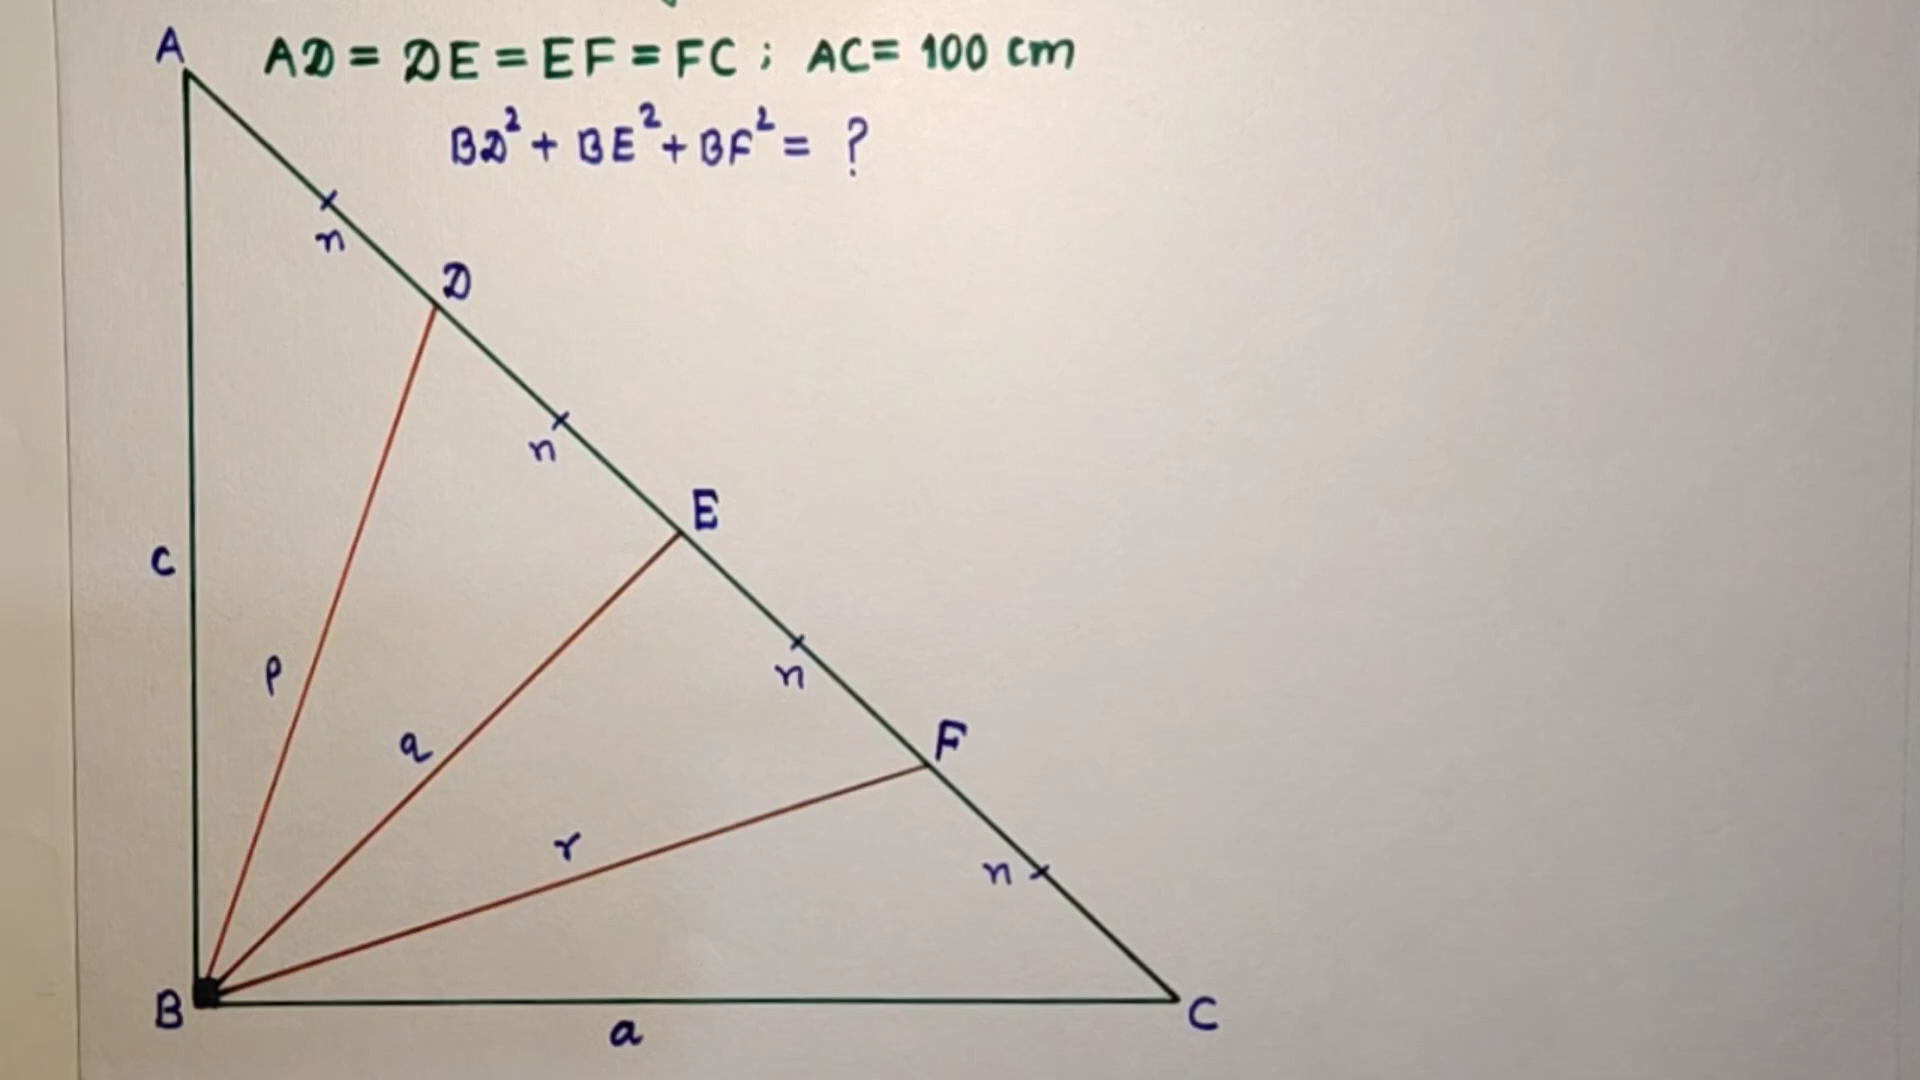 A AD = DE = EF = FC ; AC = 100 cm
BD² + BE² + BF² = ?
n
D
n
E
c
p
q
n
F
r
n
B
a
C